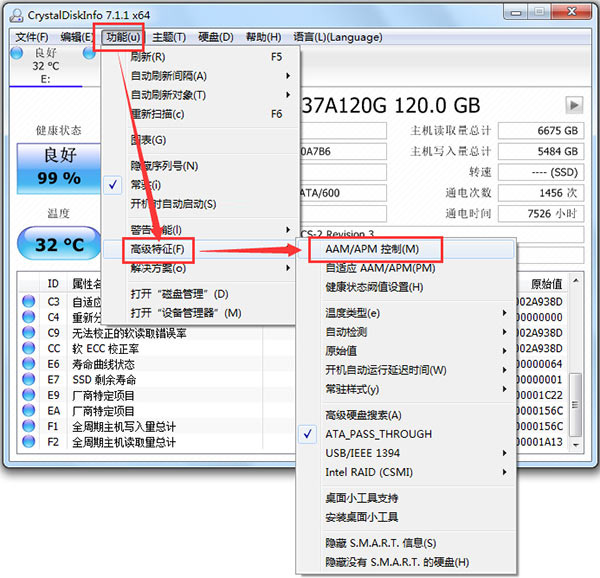 CrystalDiskInfo 7.1.1 x64
文件(F) 编辑(E) 功能(u) 主题(T) 硬盘(D) 帮助(H) 语言(L)(Language)
良好
32 °C
E:
刷新(R) F5
自动刷新间隔(A)
自动刷新对象(T)
重新扫描(c) F6
图表(G)
隐藏序列号(N)
常驻(i)
开机时自动启动(S)
警告功能(l)
高级特征(F)
解决方案(o)
打开“磁盘管理”(D)
打开“设备管理器”(M)
37A120G 120.0 GB
健康状态
良好
99 %
温度
32 °C
0A7B6
ATA/600
CS-2 Revision 3
主机读取量总计 6675 GB
主机写入量总计 5484 GB
转速 ---- (SSD)
通电次数 1456 次
通电时间 7526 小时
AAM/APM 控制(M)
自适应 AAM/APM(PM)
健康状态阀值设置(H)
温度类型(e)
自动检测
原始值
开机自动运行延迟时间(W)
常驻样式(y)
高级硬盘搜素(A)
ATA_PASS_THROUGH
USB/IEEE 1394
Intel RAID (CSMI)
桌面小工具支持
安装桌面小工具
隐藏 S.M.A.R.T. 信息(S)
隐藏没有 S.M.A.R.T. 的硬盘(H)
ID 属性名 原始值
C3 自适应 002A938D
C4 重新分 00000000
C9 无法校正的软读取错误率 002A938D
CC 软 ECC 校正率 002A938D
E6 寿命曲线状态 00000064
E7 SSD 剩余寿命 00000001
E9 厂商特定项目 00001C22
EA 厂商特定项目 0000156C
F1 全周期主机写入量总计 0000156C
F2 全周期主机读取量总计 00001A13